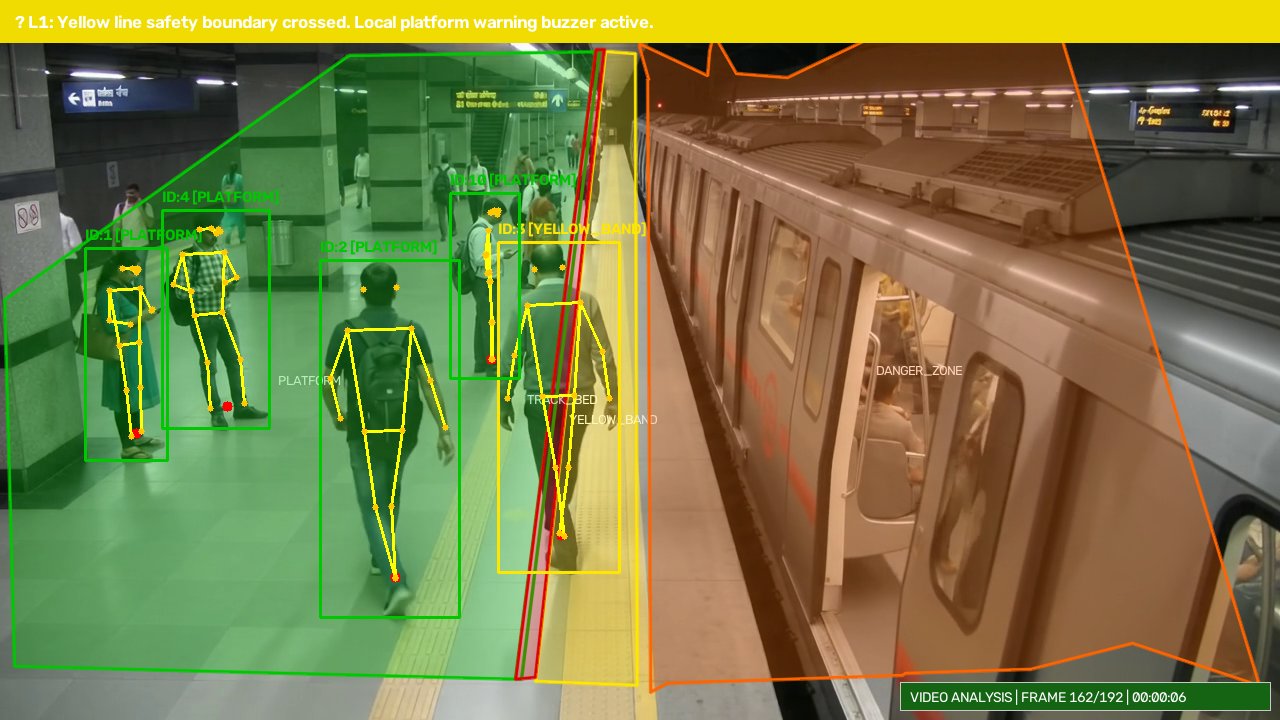 ? L1: Yellow line safety boundary crossed. Local platform warning buzzer active.
ID:4 [PLATFORM]
ID:10 [PLATFORM]
ID:1 [PLATFORM]
ID:3 [YELLOW_BAND]
ID:2 [PLATFORM]
DANGER_ZONE
PLATFORM
TRACK_BED
YELLOW_BAND
VIDEO ANALYSIS | FRAME 162/192 | 00:00:06